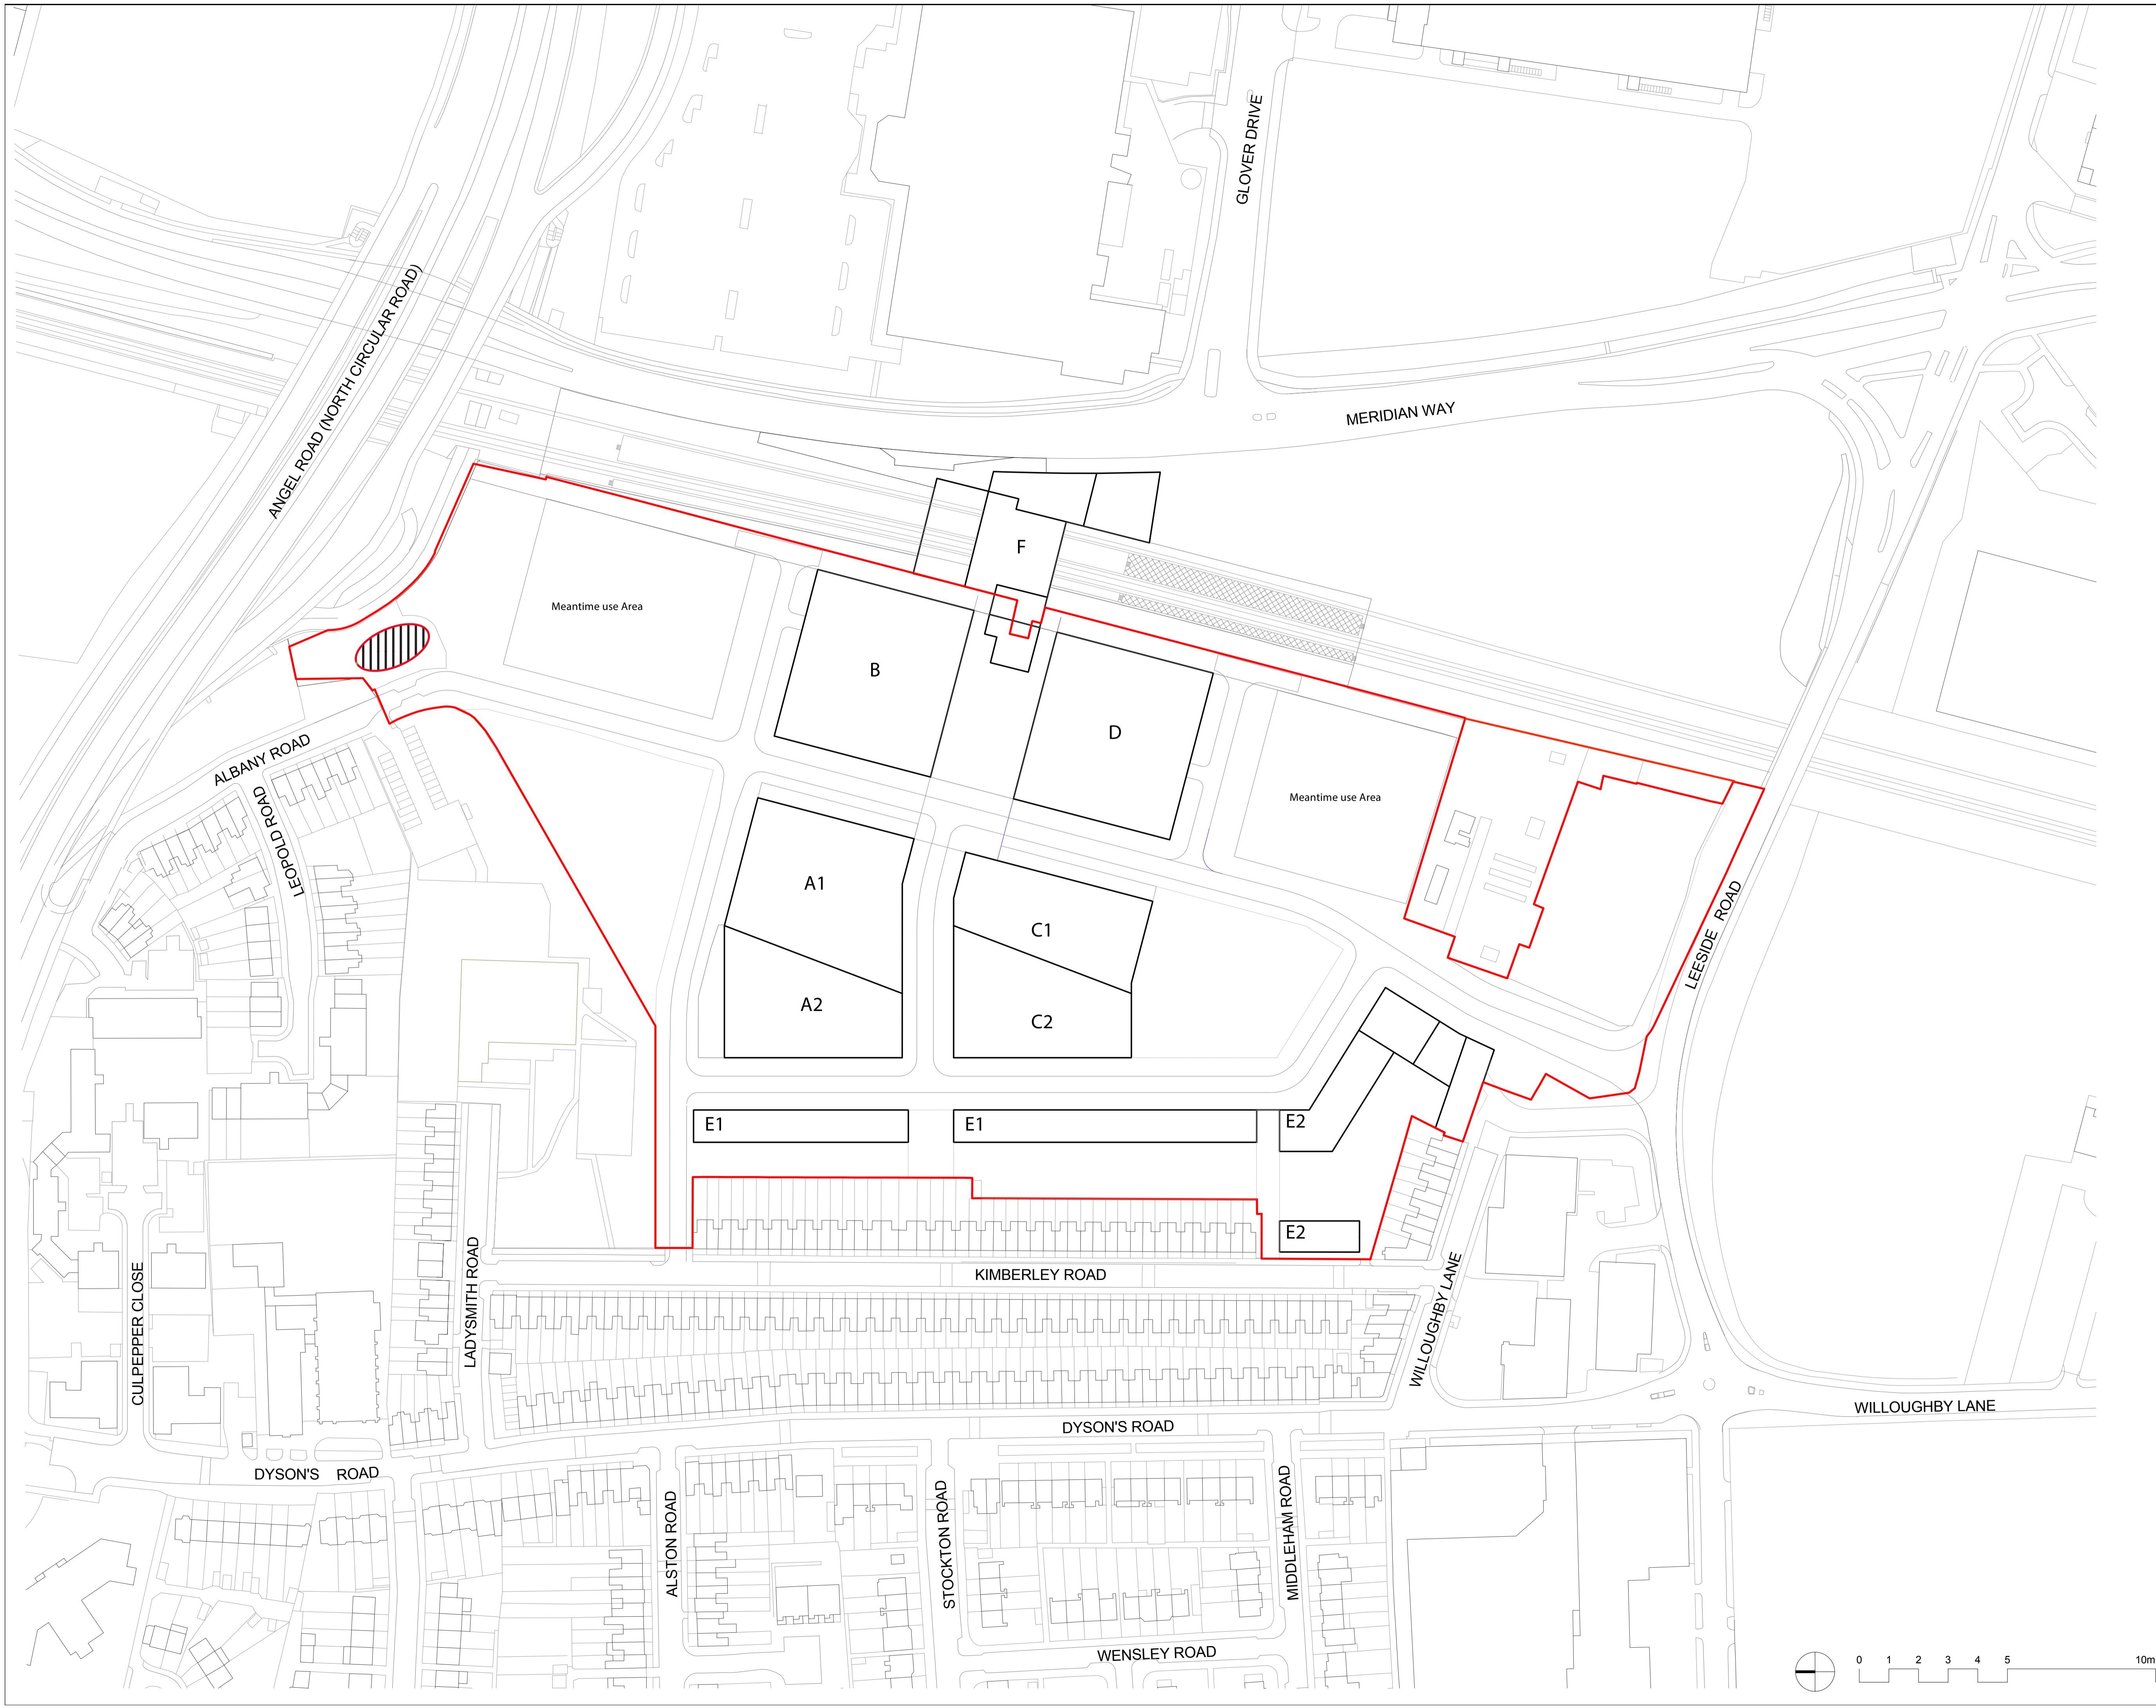 GLOVER DRIVE
ANGEL ROAD (NORTH CIRCULAR ROAD)
MERIDIAN WAY
F
Meantime use Area
B
D
ALBANY ROAD
Meantime use Area
LEOPOLD ROAD
A1
C1
LEESIDE ROAD
A2
C2
E1
E1
E2
E2
KIMBERLEY ROAD
CULPEPPER CLOSE
LADYSMITH ROAD
WILLOUGHBY LANE
WILLOUGHBY LANE
DYSON'S ROAD
DYSON'S ROAD
ALSTON ROAD
STOCKTON ROAD
MIDDLEHAM ROAD
WENSLEY ROAD
0 1 2 3 4 5 10m